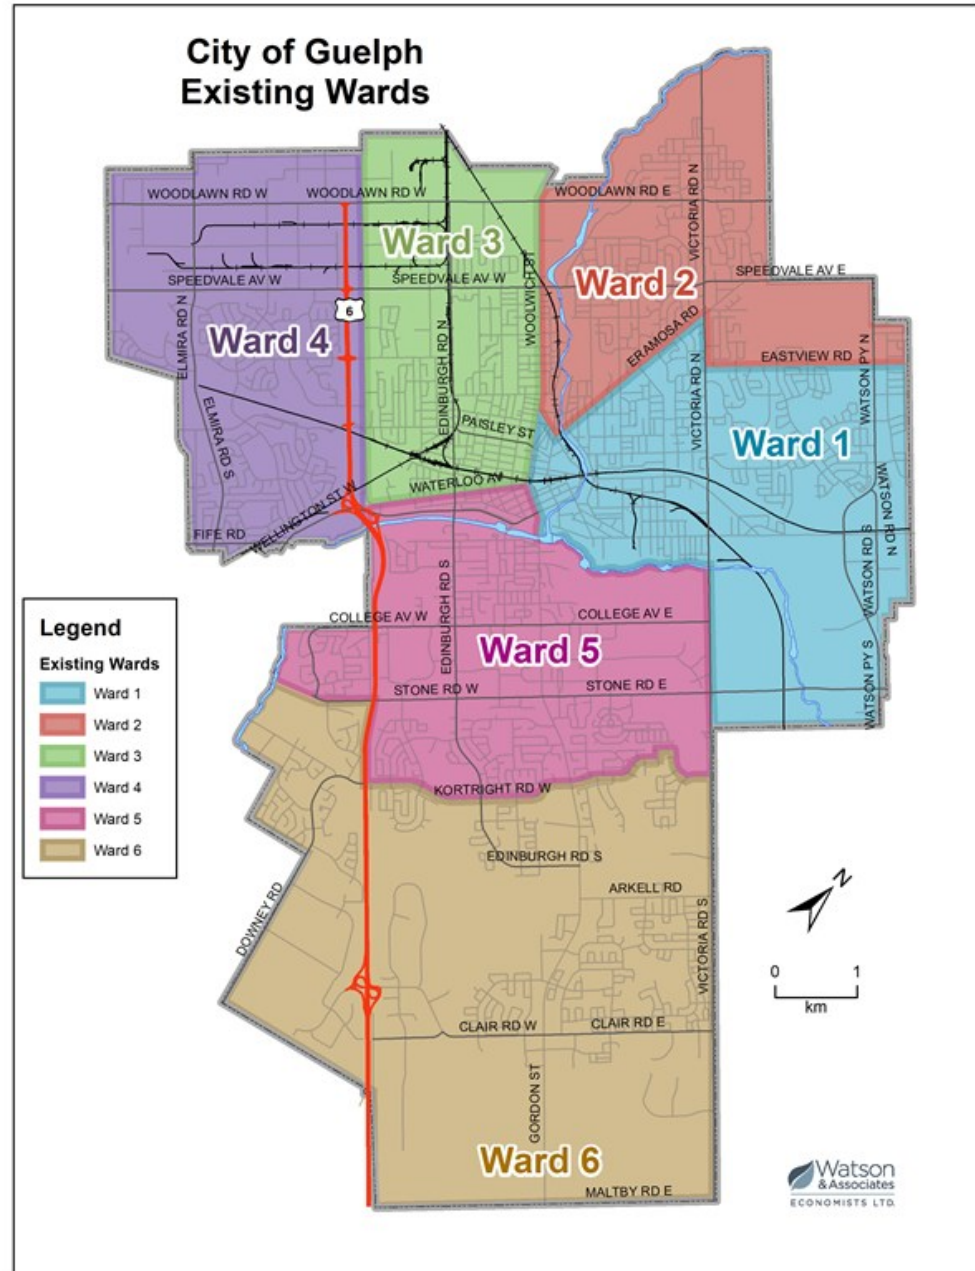 City of Guelph
Existing Wards
WOODLAWN RD W
WOODLAWN RD W
WOODLAWN RD E
VICTORIA RD N
Ward 3
SPEEDVALE AV W
SPEEDVALE AV W
WOOLWICH ST
Ward 2
SPEEDVALE AV E
6
ELMIRA RD N
Ward 4
EDINBURGH RD N
ERAMOSA RD
EASTVIEW RD
WATSON PY N
VICTORIA RD N
ELMIRA RD S
PAISLEY ST
Ward 1
WATERLOO AV
WELLINGTON ST W
FIFE RD
WATSON RD N
WATSON RD S
EDINBURGH RD S
COLLEGE AV W
COLLEGE AV E
Ward 5
STONE RD W
STONE RD E
WATSON PY S
Legend
Existing Wards
Ward 1
Ward 2
Ward 3
Ward 4
Ward 5
Ward 6
KORTRIGHT RD W
EDINBURGH RD S
ARKELL RD
DOWNEY RD
VICTORIA RD S
N
0 1
km
CLAIR RD W
CLAIR RD E
GORDON ST
Ward 6
MALTBY RD E
Watson
& Associates
ECONOMISTS LTD.